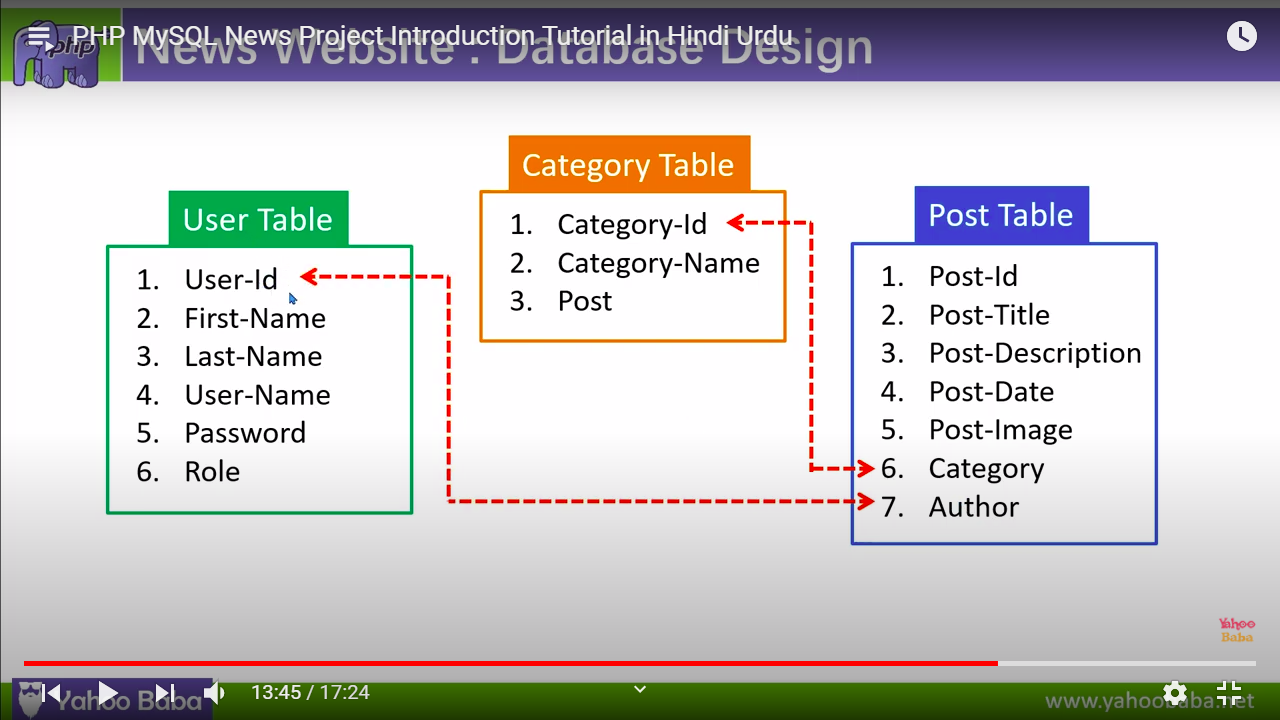 PHP MySQL News Project Introduction Tutorial in Hindi Urdu
php
News Website : Database Design
User Table
1. User-Id
2. First-Name
3. Last-Name
4. User-Name
5. Password
6. Role
Category Table
1. Category-Id
2. Category-Name
3. Post
Post Table
1. Post-Id
2. Post-Title
3. Post-Description
4. Post-Date
5. Post-Image
6. Category
7. Author
Yahoo
Baba
Yahoo Baba
13:45 / 17:24
www.yahoobaba.net